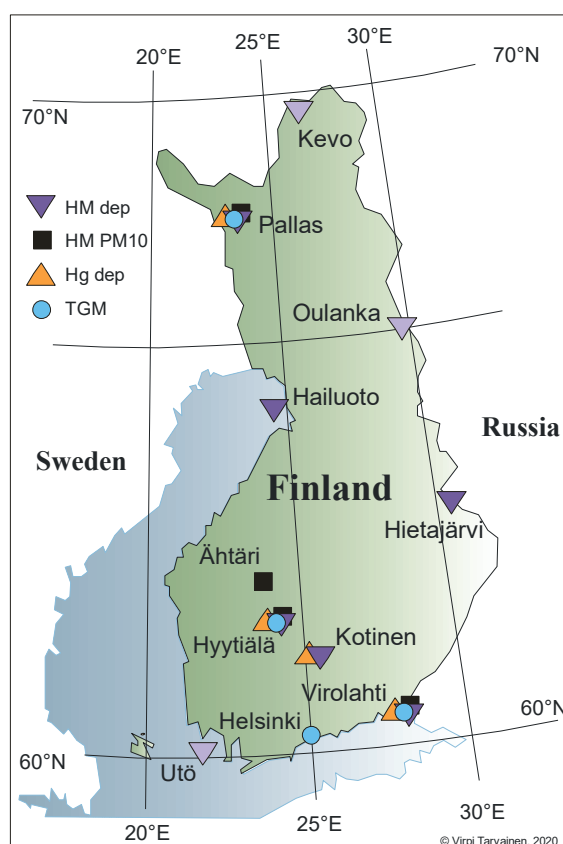 20°E
25°E
30°E
70°N
70°N
Kevo
HM dep
HM PM10
Hg dep
TGM
Pallas
Oulanka
Hailuoto
Sweden
Russia
Finland
Hietajärvi
Ähtäri
Hyytiälä
Kotinen
Virolahti
Helsinki
60°N
60°N
Utö
20°E
25°E
30°E
© Virpi Tarvainen, 2020